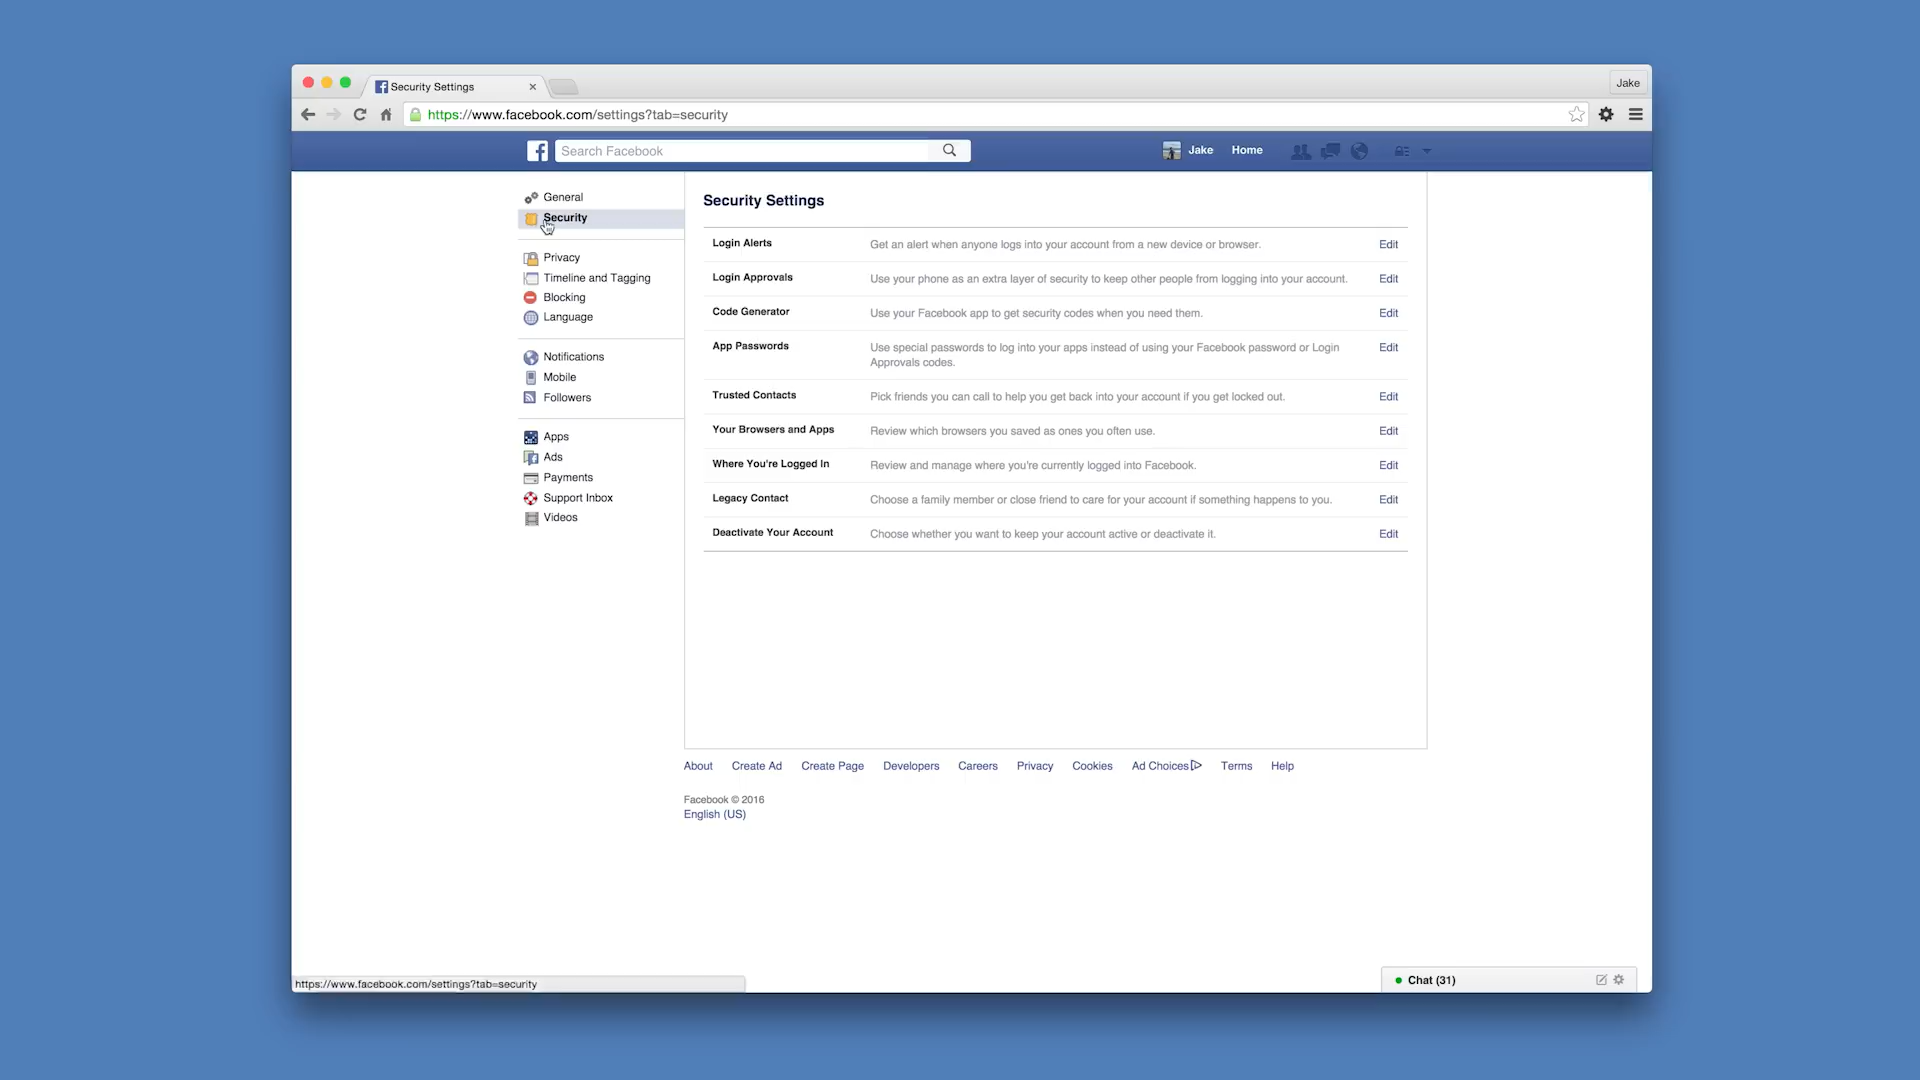 Security Settings
Jake
https://www.facebook.com/settings?tab=security
Search Facebook
Jake
Home
General
Security
Privacy
Timeline and Tagging
Blocking
Language
Notifications
Mobile
Followers
Apps
Ads
Payments
Support Inbox
Videos
Security Settings
Login Alerts
Get an alert when anyone logs into your account from a new device or browser.
Edit
Login Approvals
Use your phone as an extra layer of security to keep other people from logging into your account.
Edit
Code Generator
Use your Facebook app to get security codes when you need them.
Edit
App Passwords
Use special passwords to log into your apps instead of using your Facebook password or Login
Approvals codes.
Edit
Trusted Contacts
Pick friends you can call to help you get back into your account if you get locked out.
Edit
Your Browsers and Apps
Review which browsers you saved as ones you often use.
Edit
Where You're Logged In
Review and manage where you're currently logged into Facebook.
Edit
Legacy Contact
Choose a family member or close friend to care for your account if something happens to you.
Edit
Deactivate Your Account
Choose whether you want to keep your account active or deactivate it.
Edit
About Create Ad Create Page Developers Careers Privacy Cookies Ad Choices Terms Help
Facebook © 2016
English (US)
https://www.facebook.com/settings?tab=security
Chat (31)